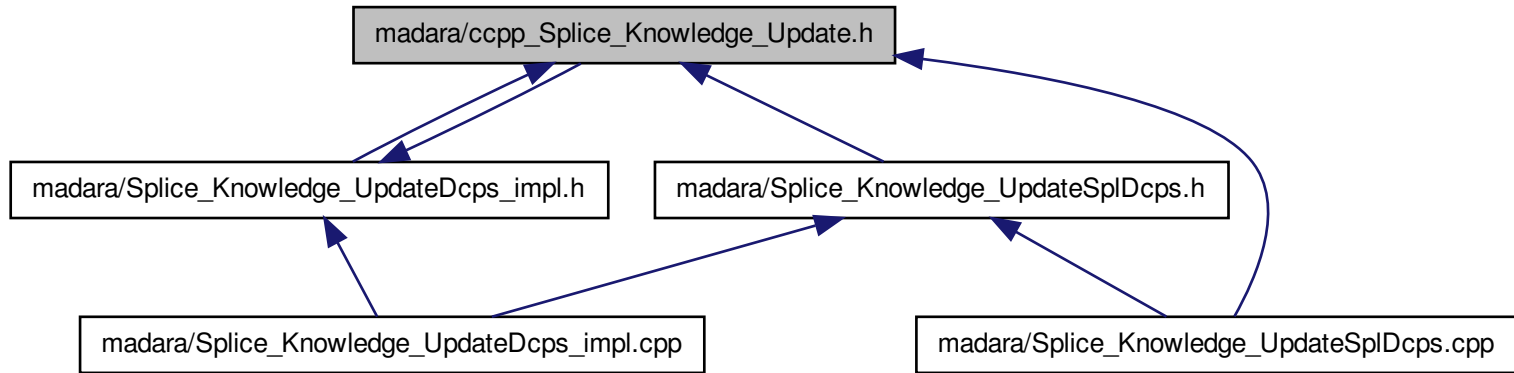 madara/ccpp_Splice_Knowledge_Update.h
madara/Splice_Knowledge_UpdateDcps_impl.h
madara/Splice_Knowledge_UpdateSplDcps.h
madara/Splice_Knowledge_UpdateDcps_impl.cpp
madara/Splice_Knowledge_UpdateSplDcps.cpp